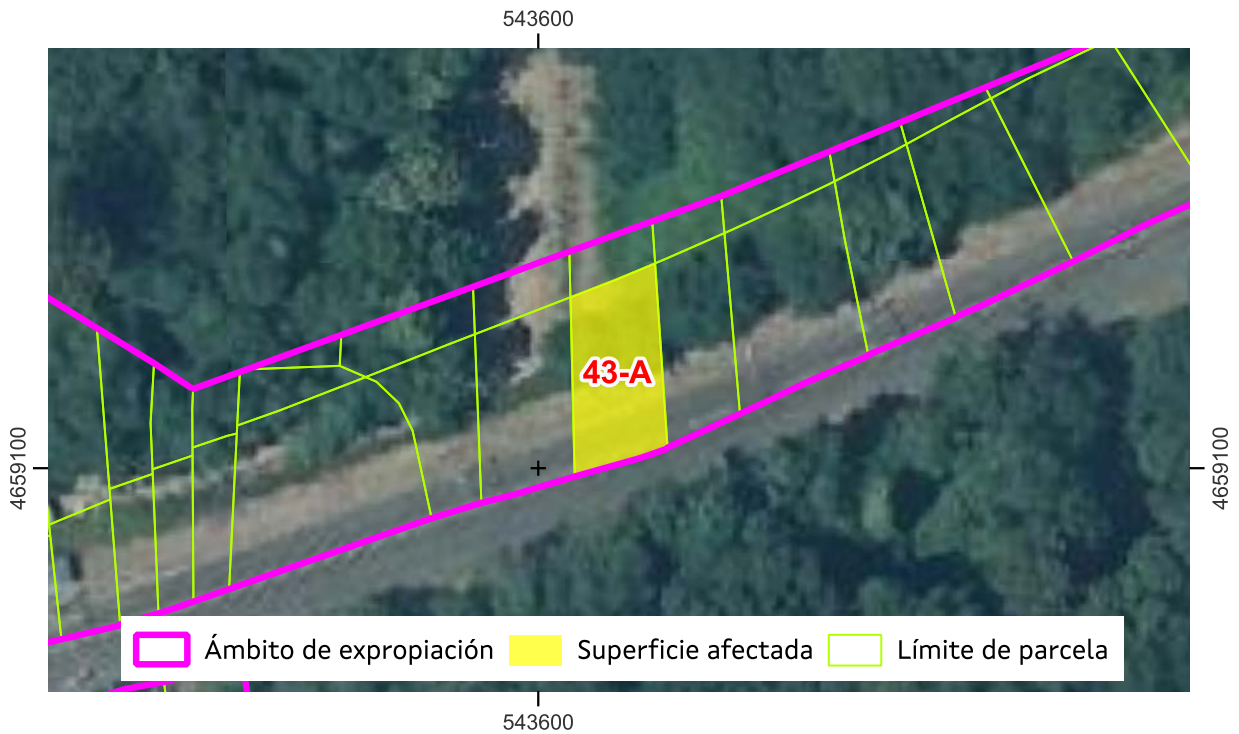 543600
4659100
4659100
43-A
Ámbito de expropiación
Superficie afectada
Límite de parcela
543600